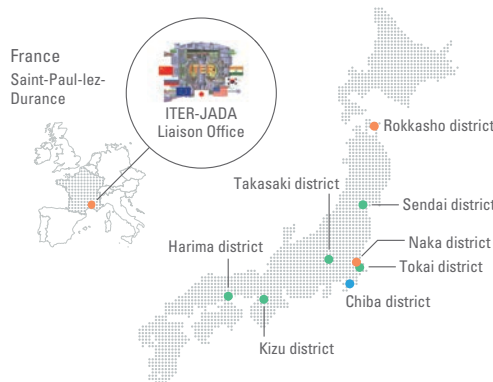 France
Saint-Paul-lez-
Durance
ITER-JADA
Liaison Office
Rokkasho district
Takasaki district
Sendai district
Harima district
Naka district
Tokai district
Chiba district
Kizu district